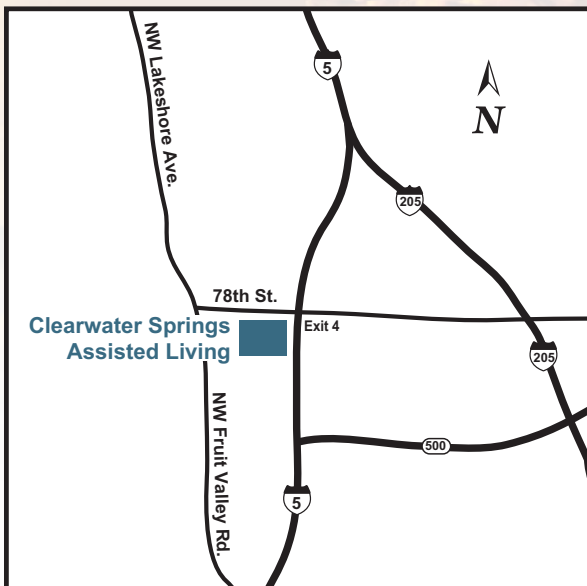 NW Lakeshore Ave.
5
N
205
78th St.
Clearwater Springs
Assisted Living
Exit 4
205
NW Fruit Valley Rd.
500
5